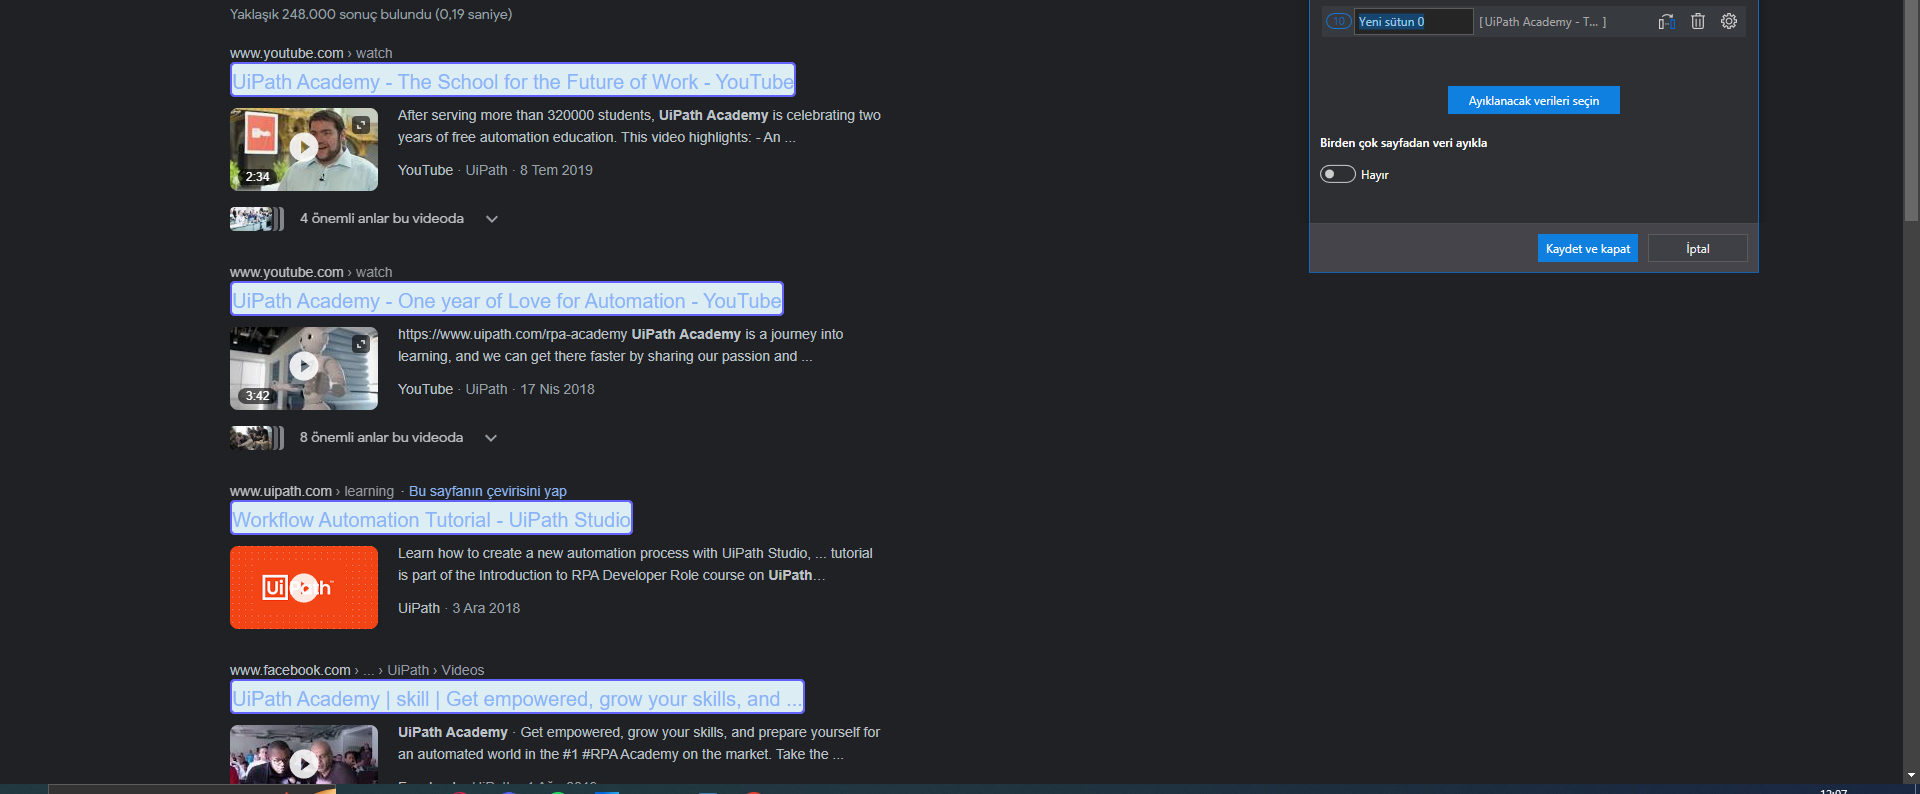 Yaklaşık 248.000 sonuç bulundu (0,19 saniye)
www.youtube.com › watch
UiPath Academy - The School for the Future of Work - YouTube
After serving more than 320000 students, UiPath Academy is celebrating two
years of free automation education. This video highlights: - An ...
2:34
YouTube · UiPath · 8 Tem 2019
4 önemli anlar bu videoda
www.youtube.com › watch
UiPath Academy - One year of Love for Automation - YouTube
https://www.uipath.com/rpa-academy UiPath Academy is a journey into
learning, and we can get there faster by sharing our passion and ...
3:42
YouTube · UiPath · 17 Nis 2018
8 önemli anlar bu videoda
www.uipath.com › learning - Bu sayfanın çevirisini yap
Workflow Automation Tutorial - UiPath Studio
Learn how to create a new automation process with UiPath Studio, ... tutorial
is part of the Introduction to RPA Developer Role course on UiPath...
UiPath
UiPath · 3 Ara 2018
www.facebook.com › ... › UiPath › Videos
UiPath Academy | skill | Get empowered, grow your skills, and ...
UiPath Academy · Get empowered, grow your skills, and prepare yourself for
an automated world in the #1 #RPA Academy on the market. Take the ...
10 Yeni sütun 0 [ UiPath Academy - T... ]
Ayıklanacak verileri seçin
Birden çok sayfadan veri ayıkla
Hayır
Kaydet ve kapat İptal